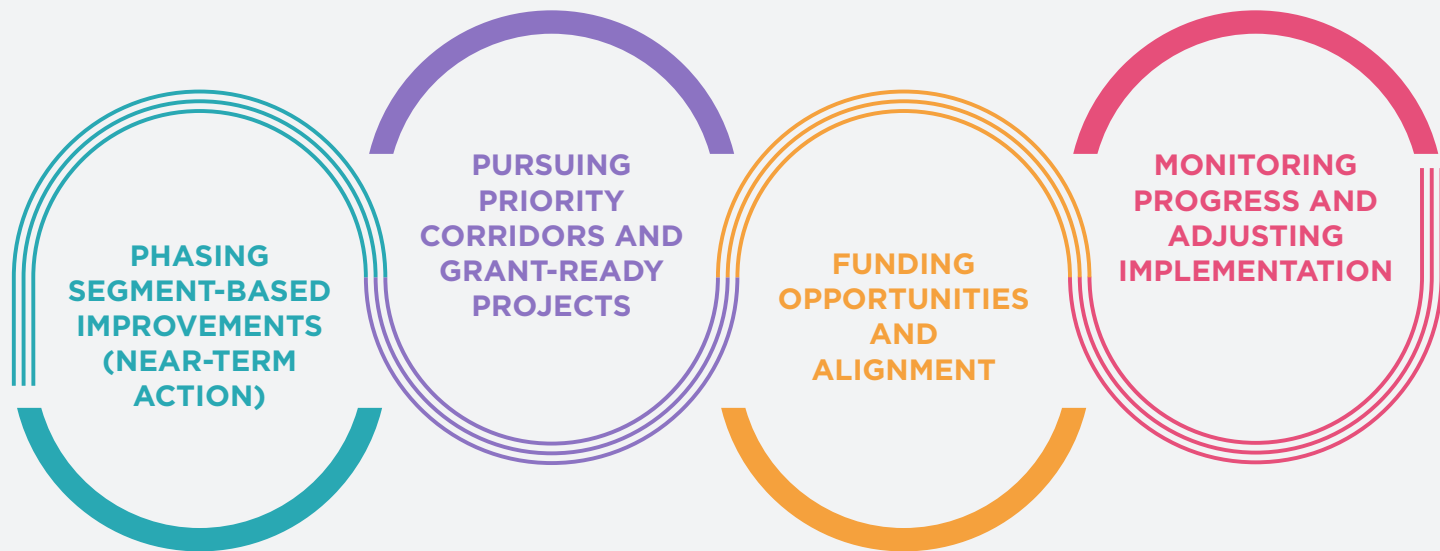 PHASING
SEGMENT-BASED
IMPROVEMENTS
(NEAR-TERM
ACTION)
PURSUING
PRIORITY
CORRIDORS AND
GRANT-READY
PROJECTS
FUNDING
OPPORTUNITIES
AND
ALIGNMENT
MONITORING
PROGRESS AND
ADJUSTING
IMPLEMENTATION